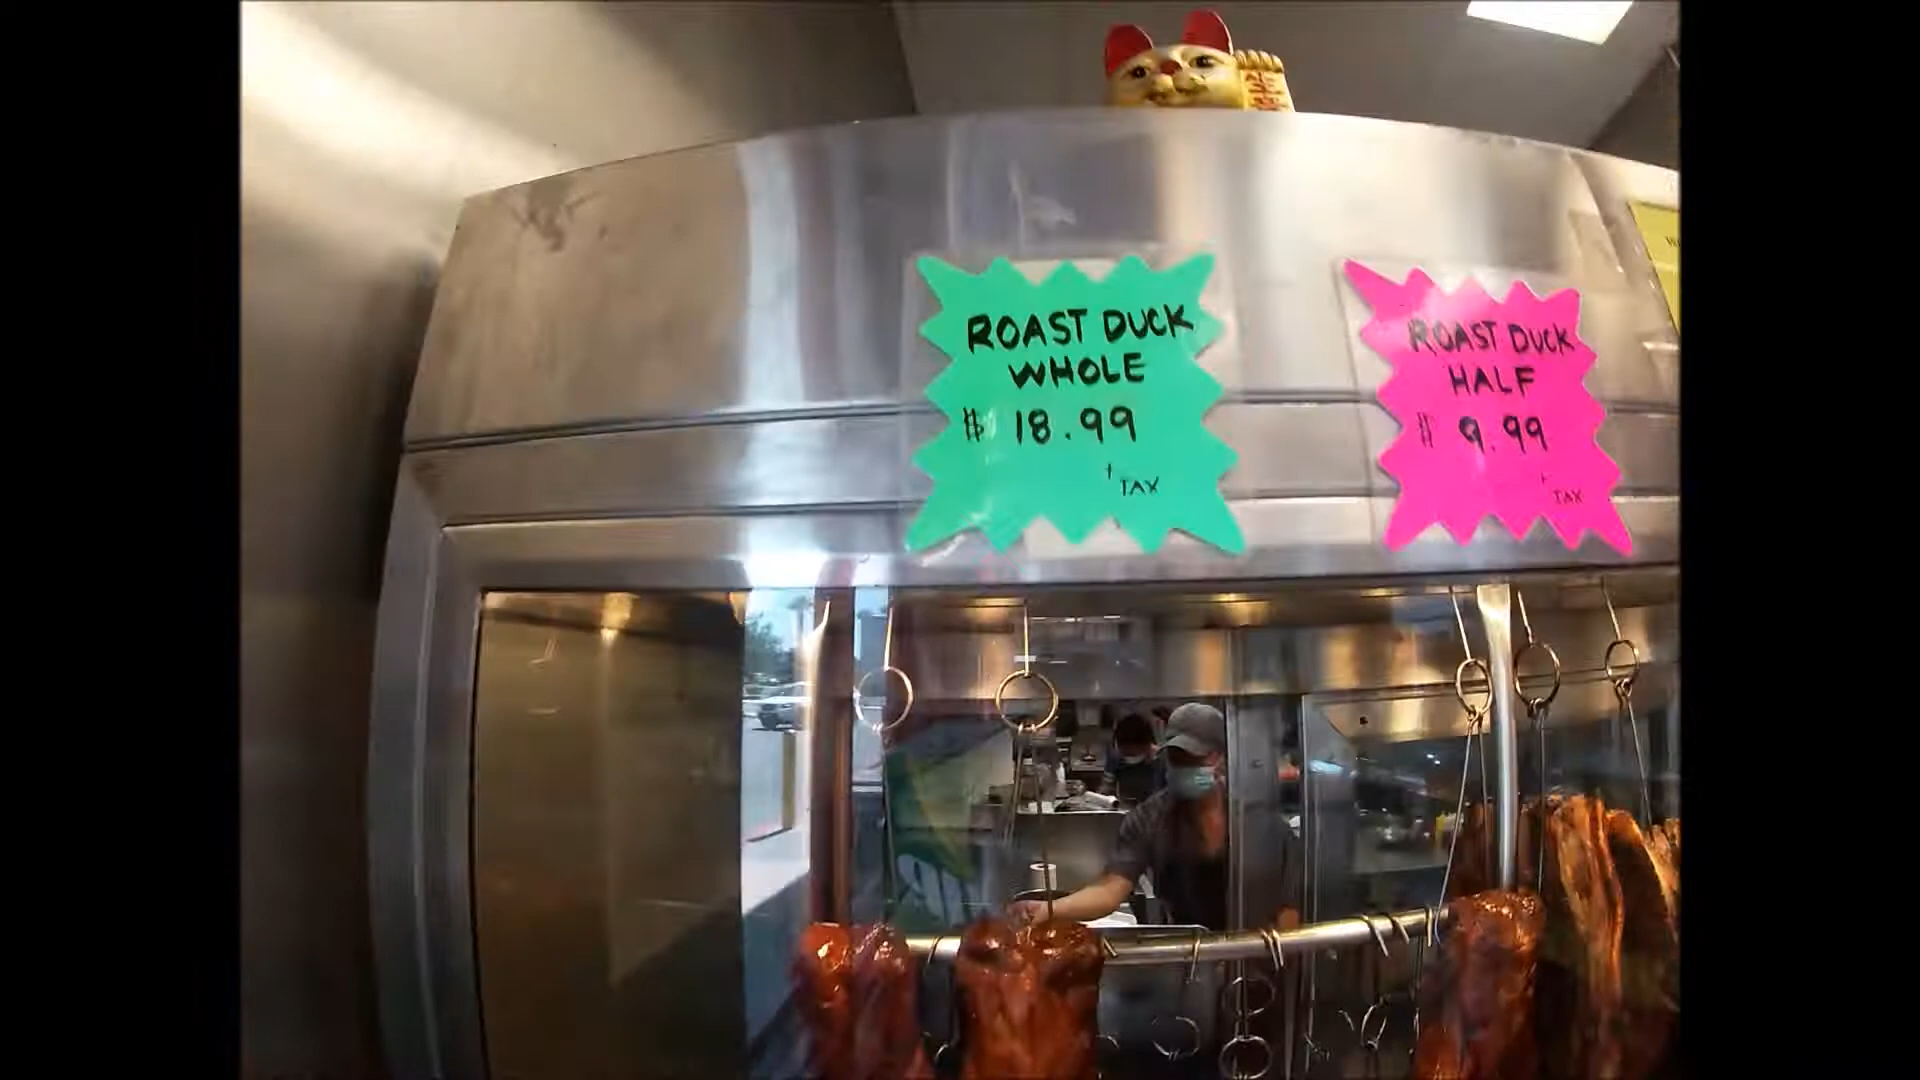 ROAST DUCK
WHOLE
$ 18.99
+ TAX
ROAST DUCK
HALF
$ 9.99
+ TAX